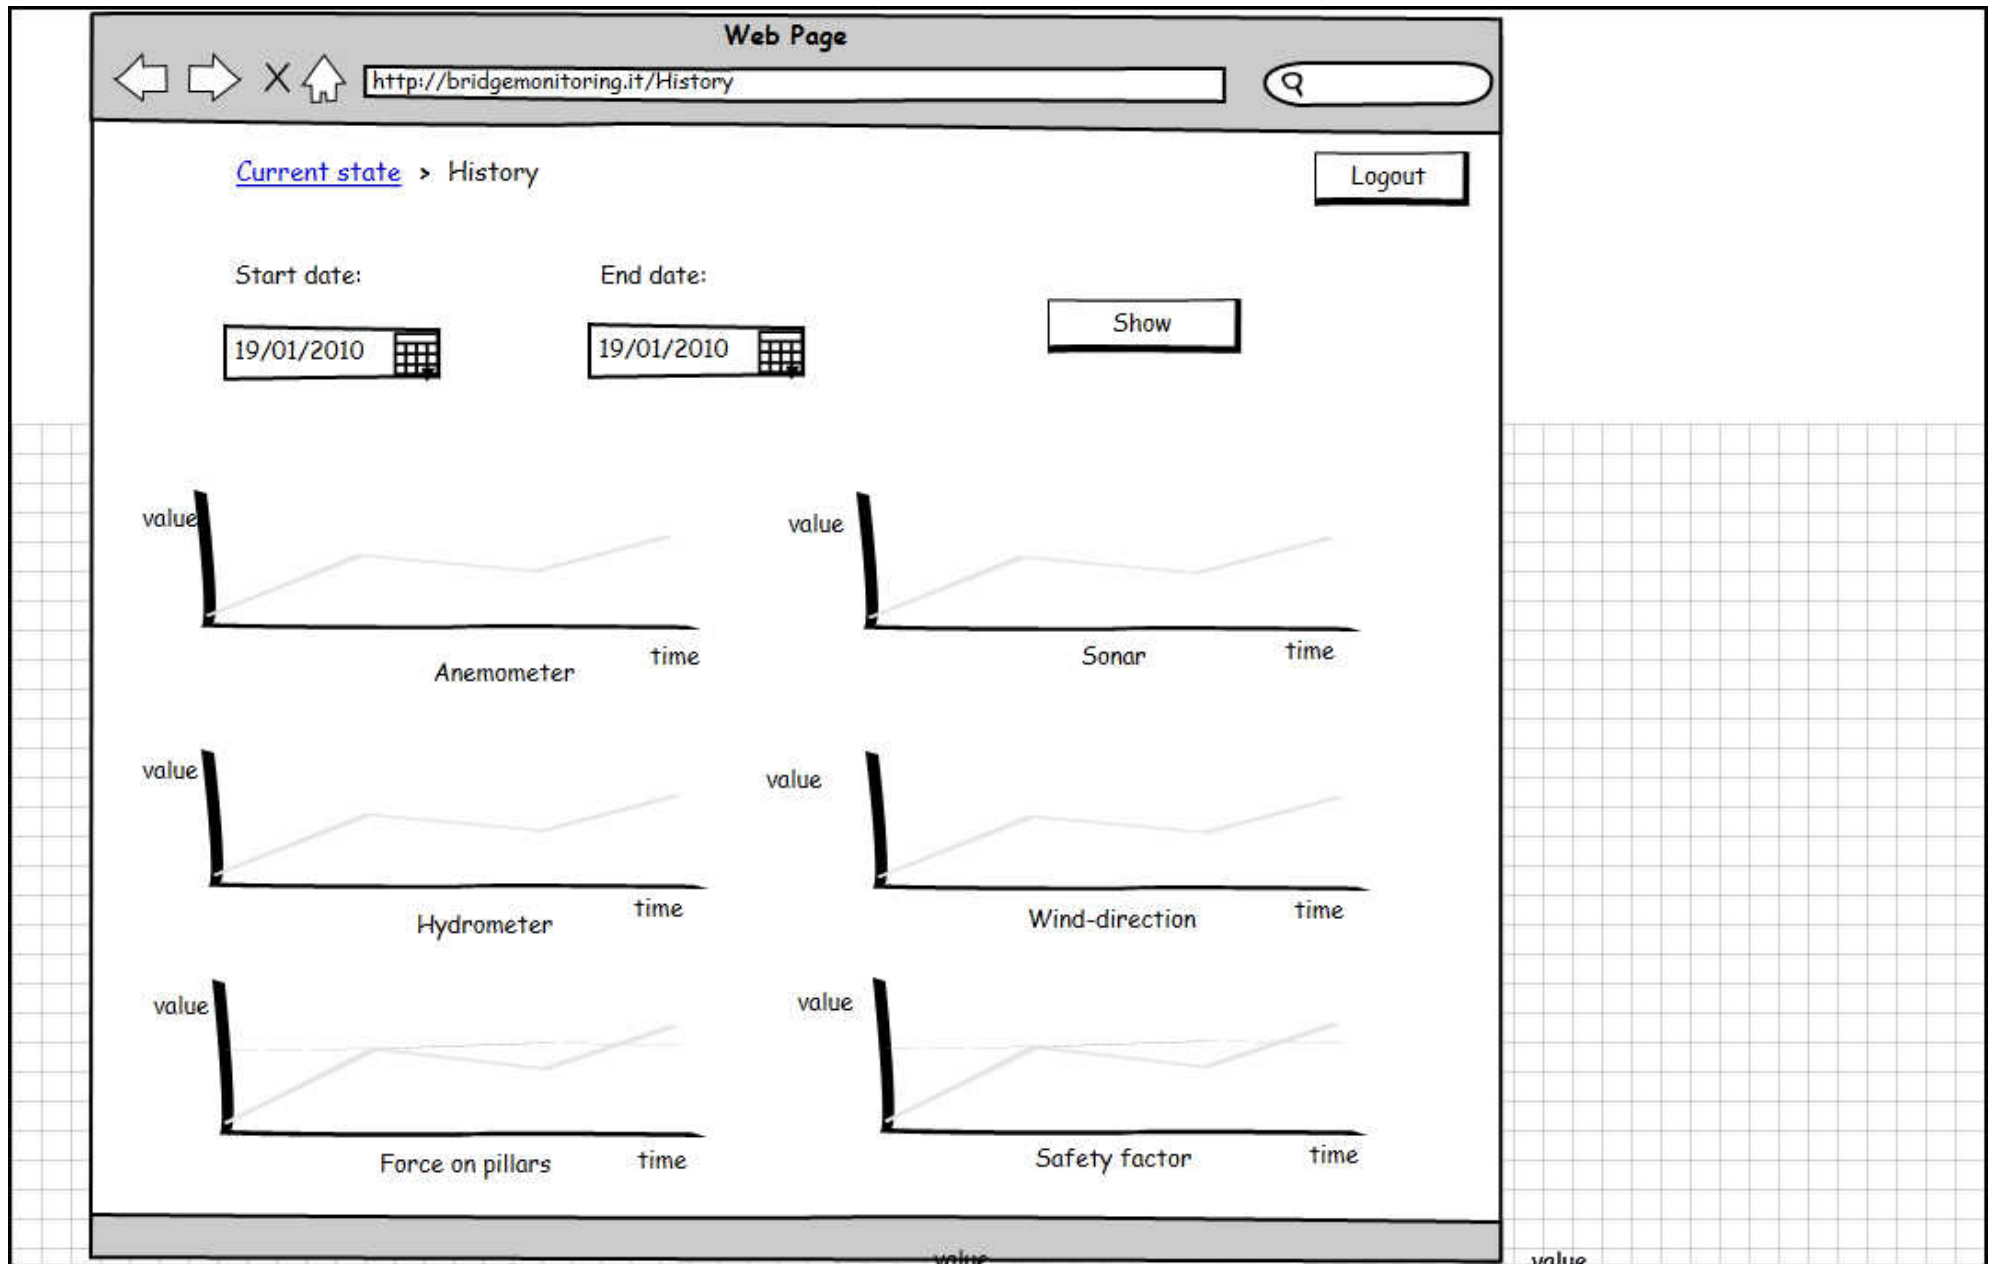 Web Page
http://bridgemonitoring.it/History
Current state > History
Logout
Start date:
End date:
19/01/2010
19/01/2010
Show
value
value
time
time
Anemometer
Sonar
value
value
time
time
Hydrometer
Wind-direction
value
value
Force on pillars
time
Safety factor
time
value
value